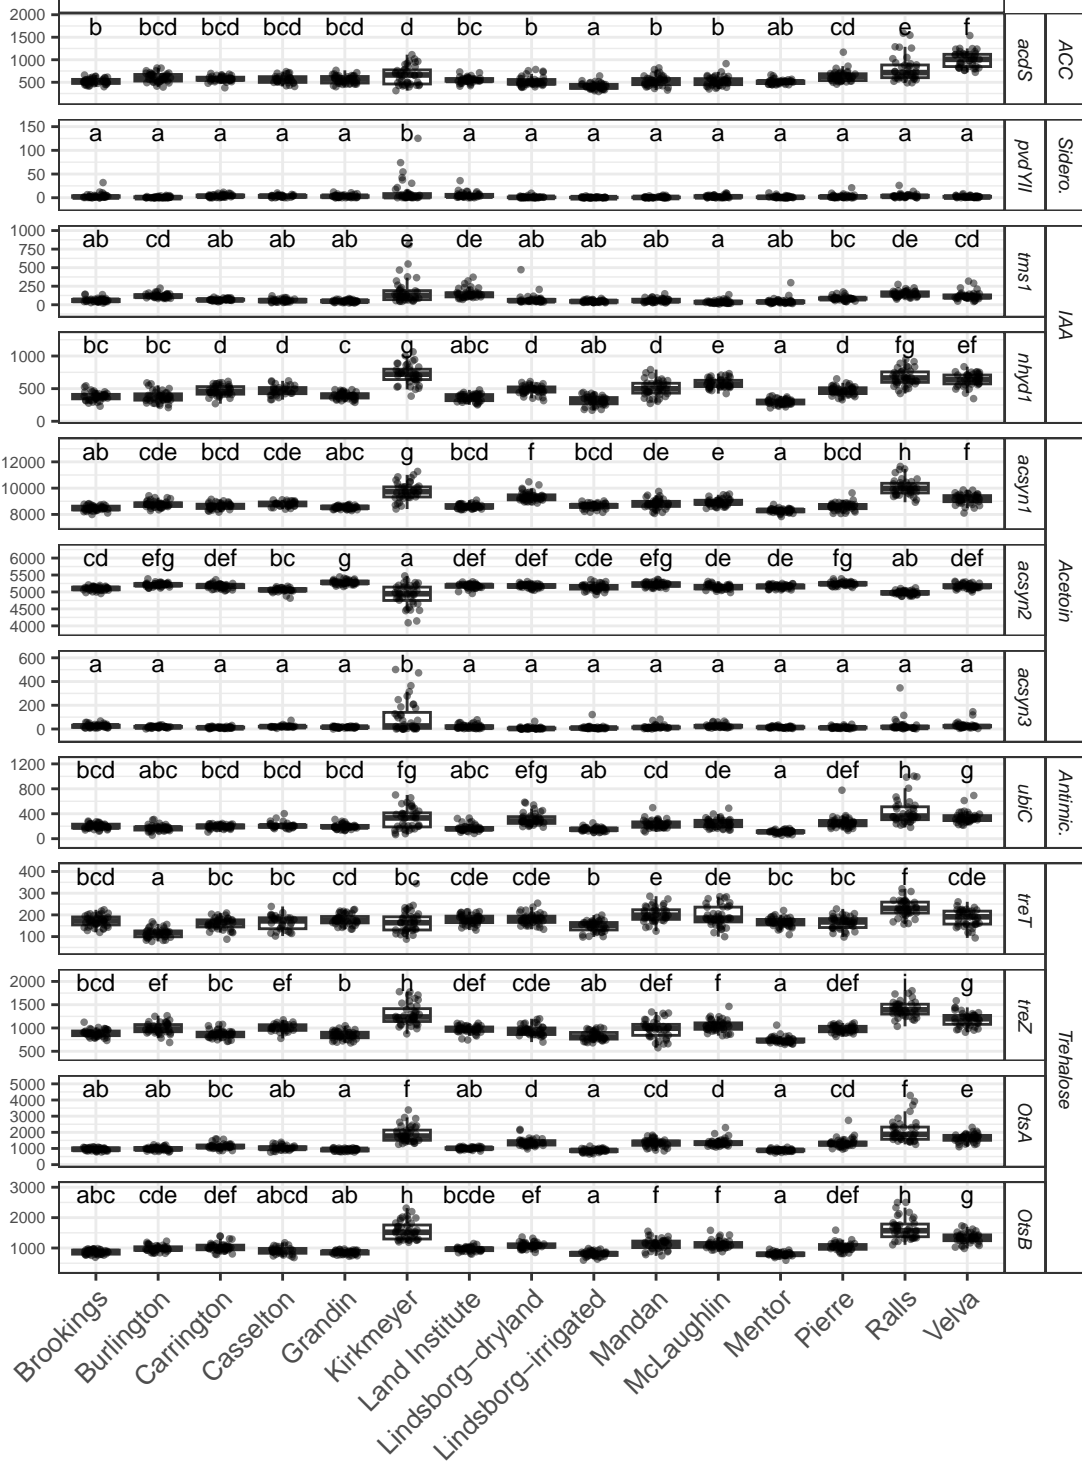 2000
1000
500
b bcd bcd bcd bcd d bc b a b b ab cd e f
acdS
ACC
150
100
50
0
a a a a a b a a a a a a a a a
pvdYII
Sidero.
1000
750
500
250
0
ab cd ab ab ab e de ab ab ab a ab bc de cd
tms1
IAA
1000
500
0
bc bc d d c g abc d ab d e a d fg ef
nhyd1
12000
10000
8000
ab cde bcd cde abc g bcd f bcd de e a bcd h f
acsyn1
Acetoin
6000
5500
5000
4500
4000
cd efg def bc g a def def cde efg de de fg ab def
acsyn2
600
400
200
0
a a a a a b a a a a a a a a a
acsyn3
1200
800
400
0
bcd abc bcd bcd bcd fg abc efg ab cd de a def h g
ubiC
Antimic.
400
300
200
100
bcd a bc bc cd bc cde cde b e de bc bc f cde
treT
Trehalose
2000
1500
1000
500
bcd ef bc ef b h def cde ab def f a def i g
treZ
5000
4000
3000
2000
1000
0
ab ab bc ab a f ab d a cd d a cd f e
OtsA
3000
2000
1000
abc cde def abcd ab h bcde ef a f f a def h g
OtsB
Brookings
Burlington
Carrington
Casselton
Grandin
Kirkmeyer
Land Institute
Lindsborg−dryland
Lindsborg−irrigated
Mandan
McLaughlin
Mentor
Pierre
Ralls
Velva